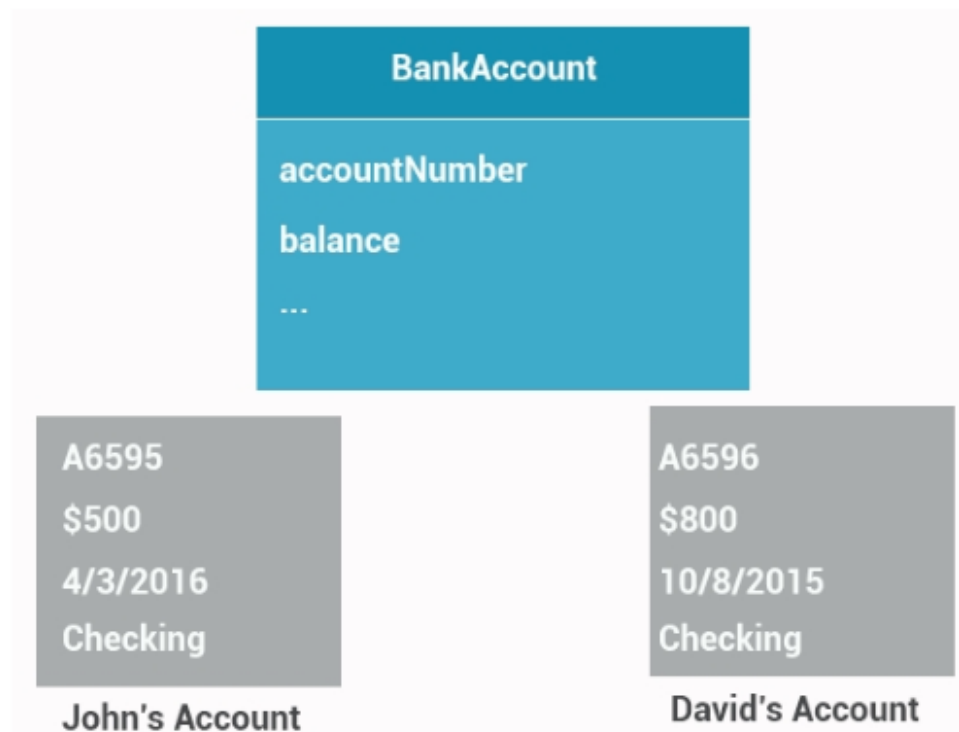 BankAccount
accountNumber
balance
...
A6595
$500
4/3/2016
Checking
John's Account
A6596
$800
10/8/2015
Checking
David's Account